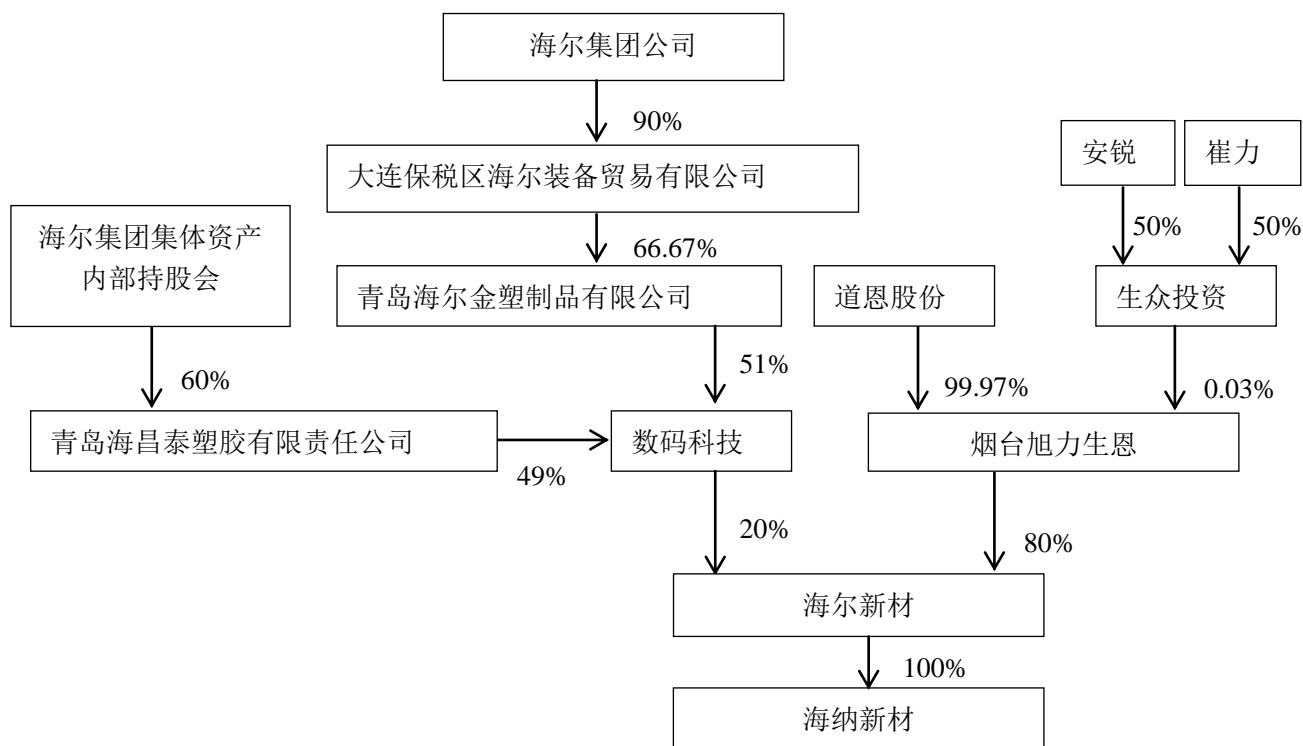 海尔集团公司
90%
大连保税区海尔装备贸易有限公司
安锐
崔力
海尔集团集体资产
内部持股会
66.67%
50%
50%
青岛海尔金塑制品有限公司
道恩股份
生众投资
60%
51%
99.97%
0.03%
青岛海昌泰塑胶有限责任公司
49%
数码科技
烟台旭力生恩
20%
80%
海尔新材
100%
海纳新材